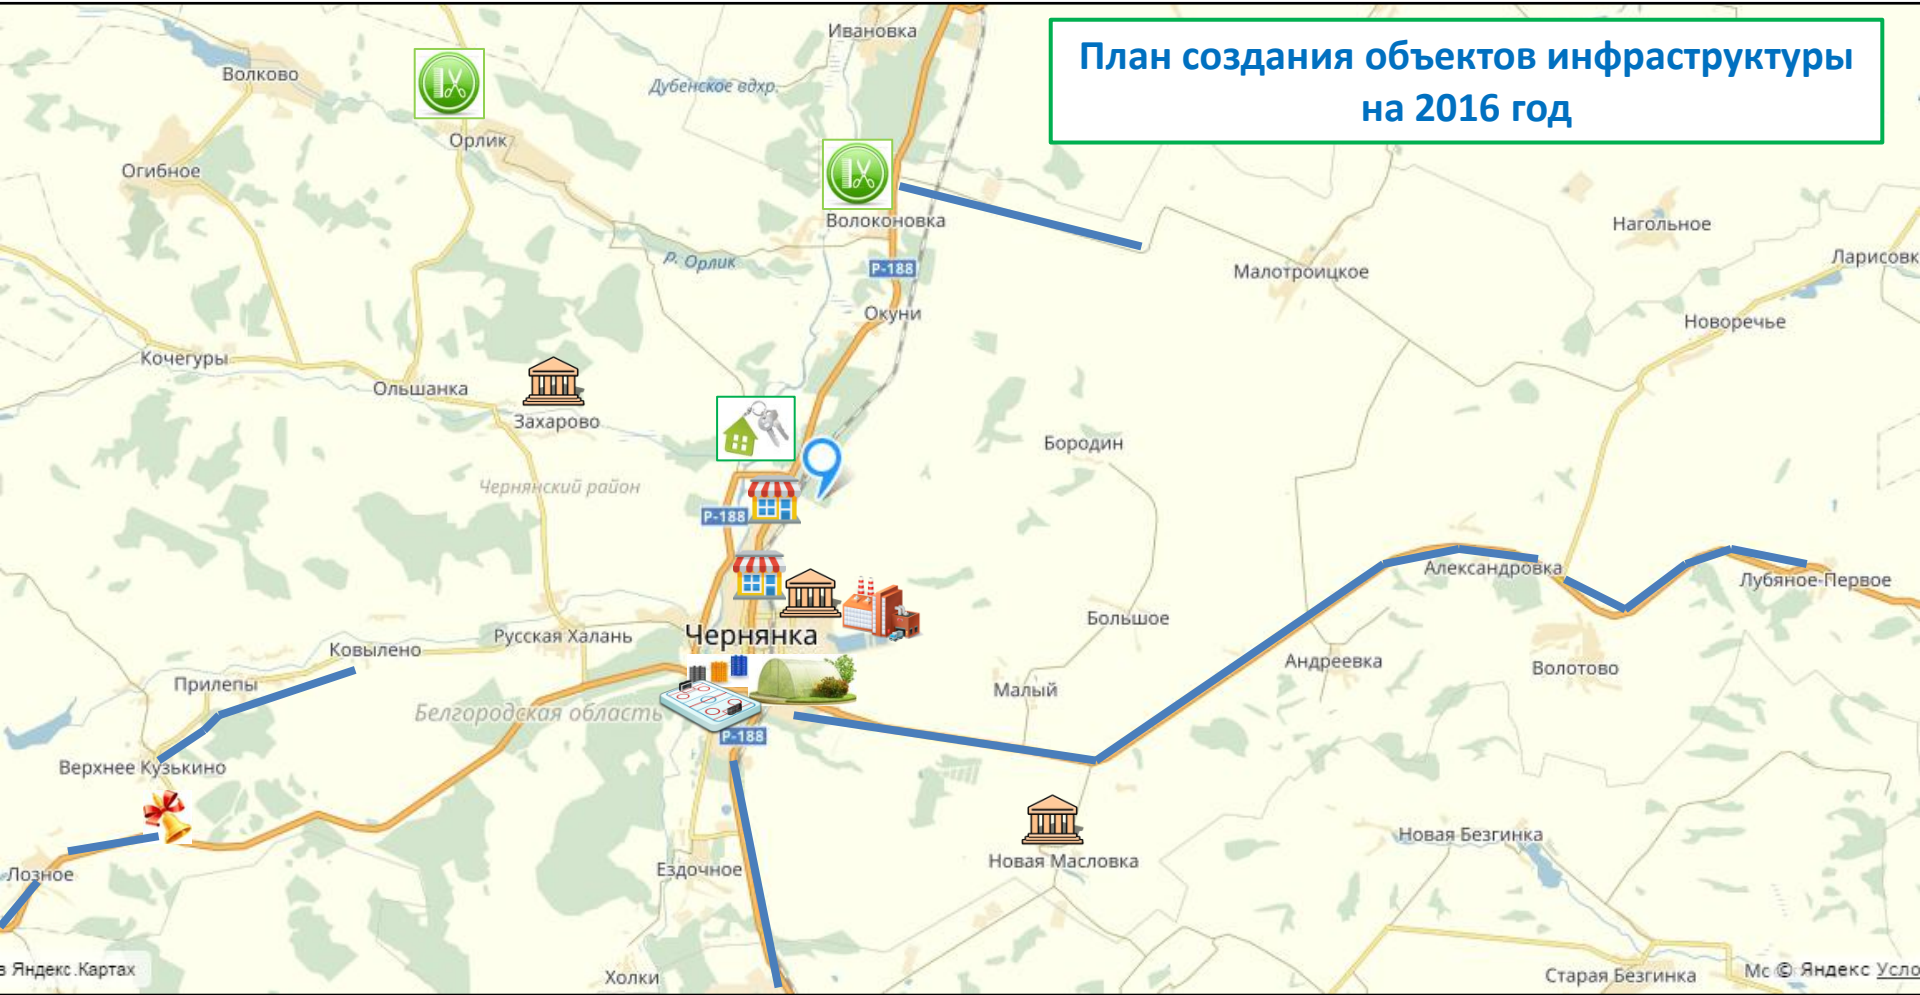 План создания объектов инфраструктуры
на 2016 год
Ивановка
Волково
Дубенское вдхр.
Орлик
Огибное
Волоконовка
Нагольное
р. Орлик
Р-188
Малотроицкое
Ларисовк
Окуни
Новоречье
Кочегуры
Ольшанка
Захарово
Бородин
Чернянский район
Р-188
Александровка
Лубяное-Первое
Большое
Русская Халань
Чернянка
Ковылено
Андреевка
Волотово
Прилепы
Малый
Белгородская область
Р-188
Верхнее Кузькино
Новая Безгинка
Новая Масловка
Лозное
Ездочное
в Яндекс.Картах
Холки
Старая Безгинка
Мс © Яндекс Усло